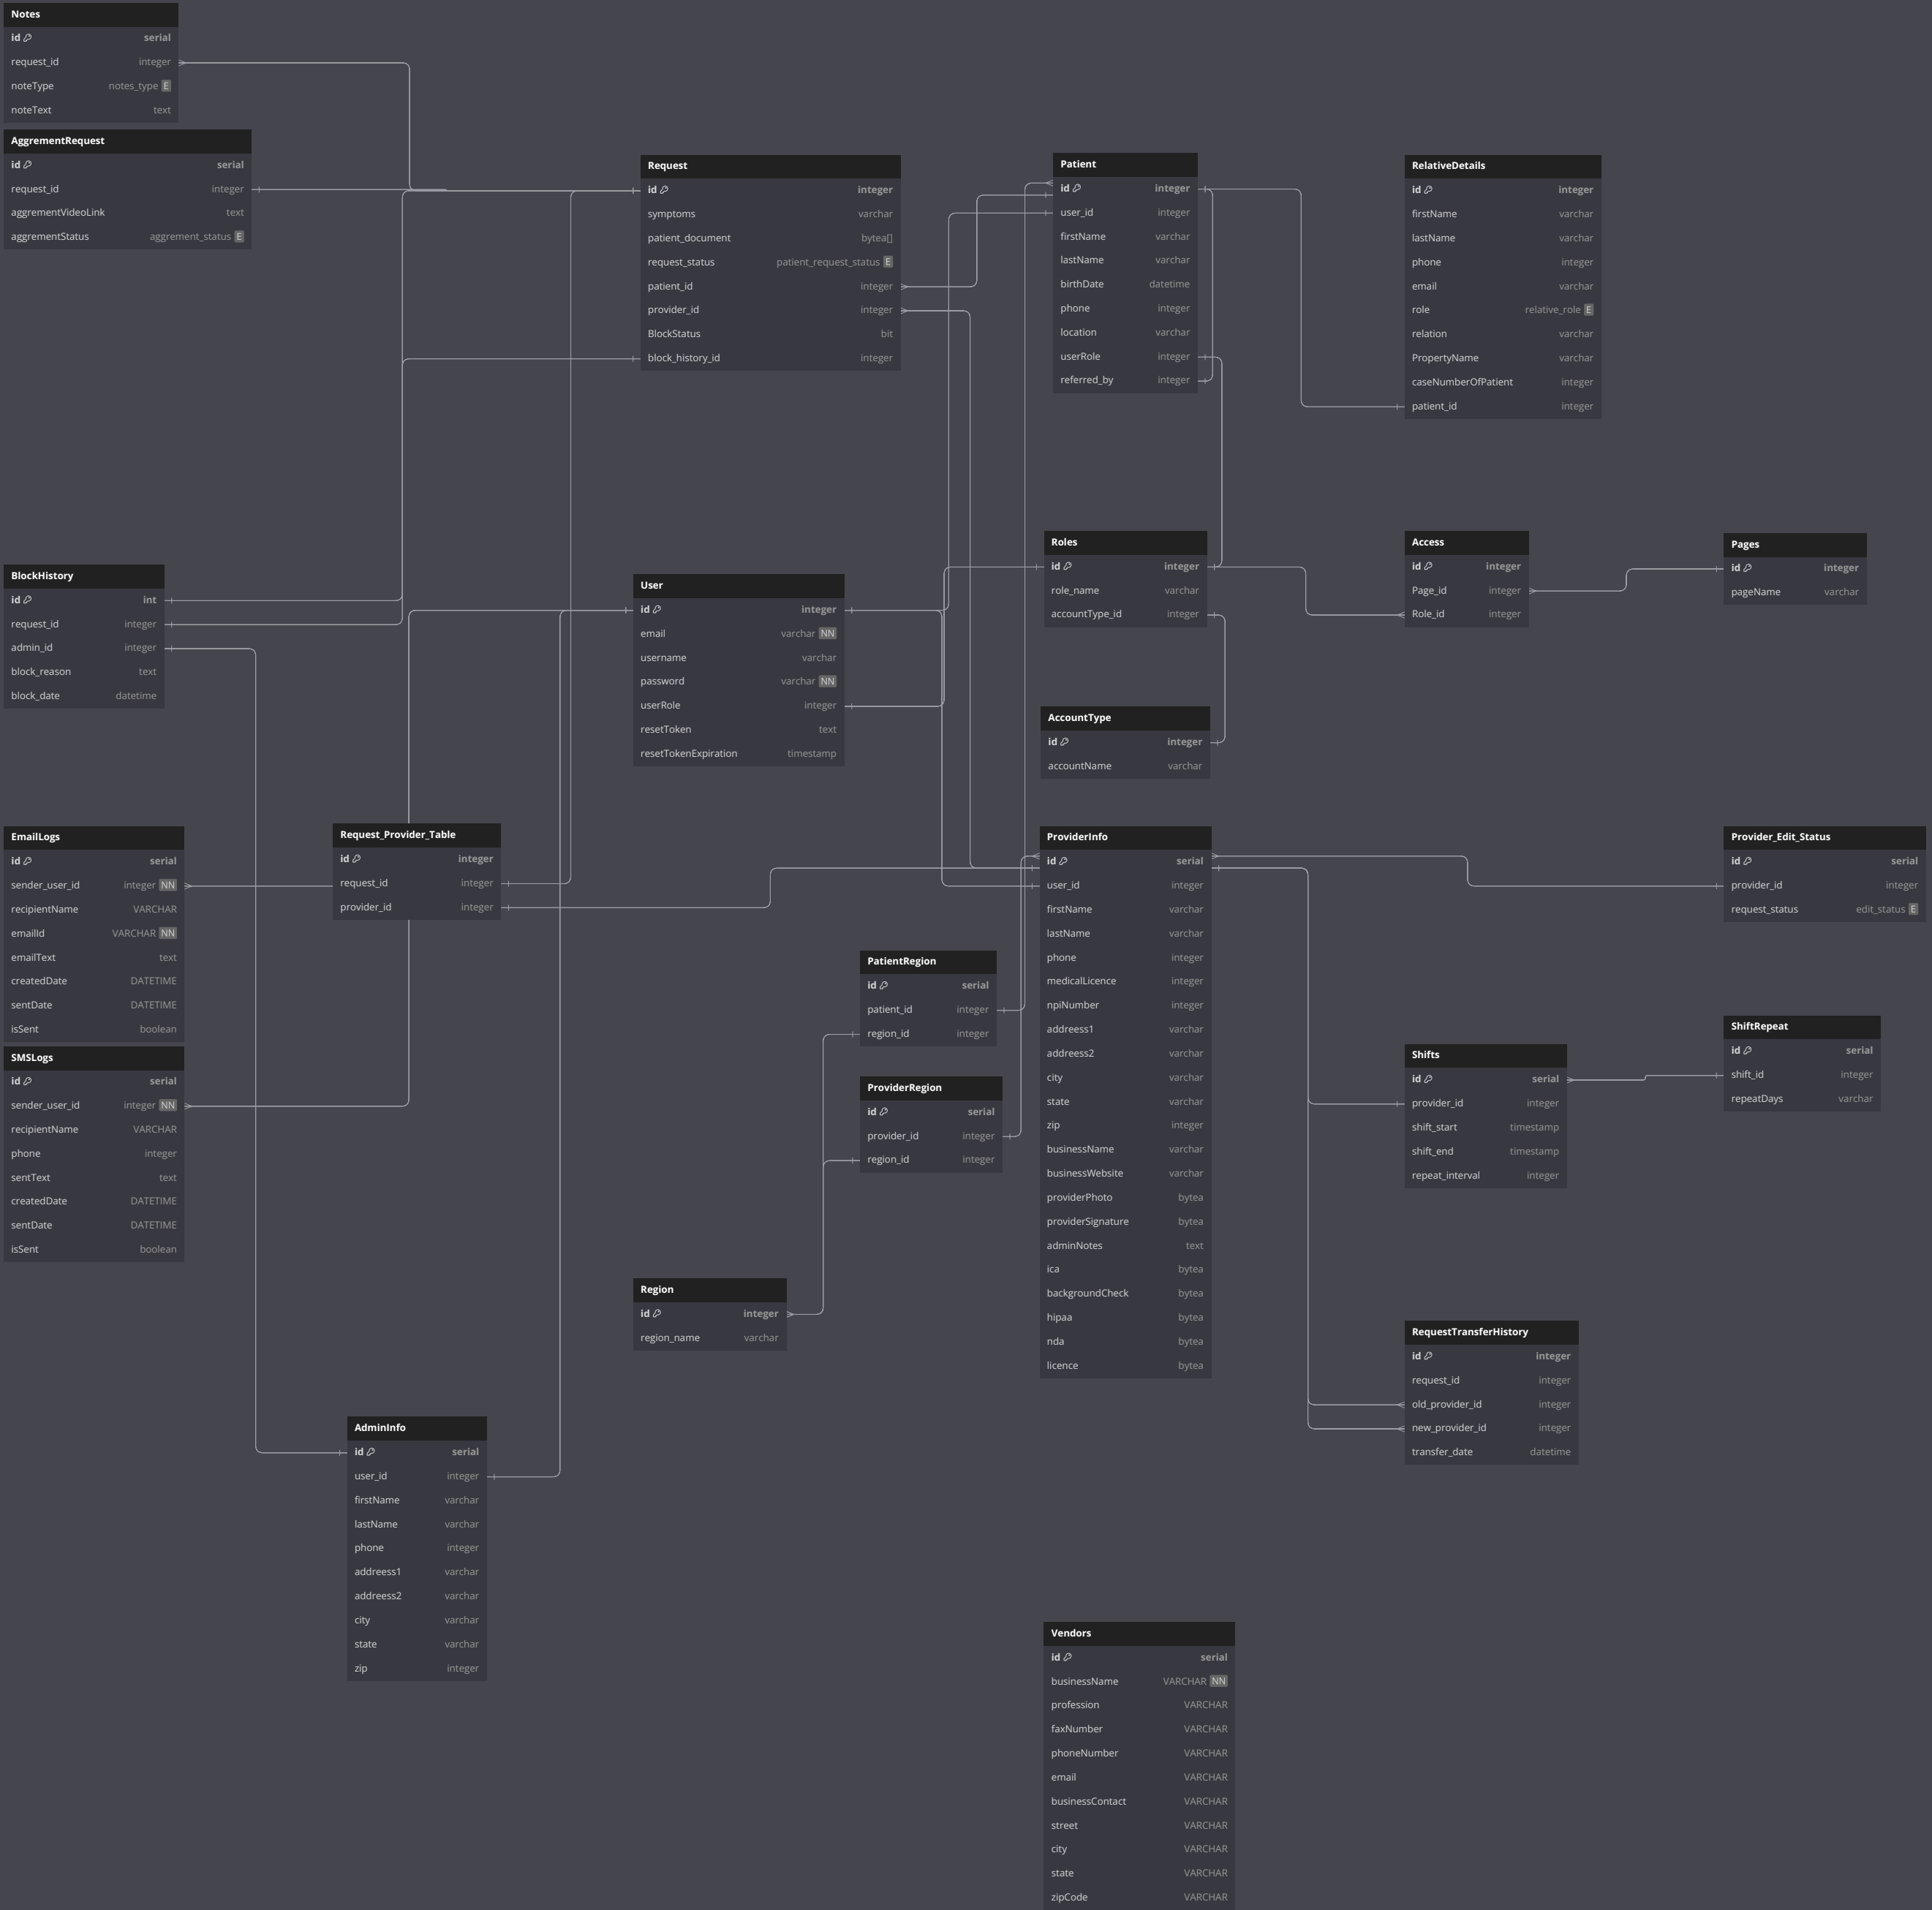 Notes
id serial
request_id integer
noteType notes_type E
noteText text
AggrementRequest
id serial
request_id integer
aggrementVideoLink text
aggrementStatus aggrement_status E
Request
id integer
symptoms varchar
patient_document bytea[]
request_status patient_request_status E
patient_id integer
provider_id integer
BlockStatus bit
block_history_id integer
Patient
id integer
user_id integer
firstName varchar
lastName varchar
birthDate datetime
phone integer
location varchar
userRole integer
referred_by integer
RelativeDetails
id integer
firstName varchar
lastName varchar
phone integer
email varchar
role relative_role E
relation varchar
PropertyName varchar
caseNumberOfPatient integer
patient_id integer
BlockHistory
id int
request_id integer
admin_id integer
block_reason text
block_date datetime
User
id integer
email varchar NN
username varchar
password varchar NN
userRole integer
resetToken text
resetTokenExpiration timestamp
Roles
id integer
role_name varchar
accountType_id integer
Access
id integer
Page_id integer
Role_id integer
Pages
id integer
pageName varchar
AccountType
id integer
accountName varchar
EmailLogs
id serial
sender_user_id integer NN
recipientName VARCHAR
emailId VARCHAR NN
emailText text
createdDate DATETIME
sentDate DATETIME
isSent boolean
Request_Provider_Table
id integer
request_id integer
provider_id integer
ProviderInfo
id serial
user_id integer
firstName varchar
lastName varchar
phone integer
medicalLicence integer
npiNumber integer
addreess1 varchar
addreess2 varchar
city varchar
state varchar
zip integer
businessName varchar
businessWebsite varchar
providerPhoto bytea
providerSignature bytea
adminNotes text
ica bytea
backgroundCheck bytea
hipaa bytea
nda bytea
licence bytea
Provider_Edit_Status
id serial
provider_id integer
request_status edit_status E
PatientRegion
id serial
patient_id integer
region_id integer
ProviderRegion
id serial
provider_id integer
region_id integer
SMSLogs
id serial
sender_user_id integer NN
recipientName VARCHAR
phone integer
sentText text
createdDate DATETIME
sentDate DATETIME
isSent boolean
Shifts
id serial
provider_id integer
shift_start timestamp
shift_end timestamp
repeat_interval integer
ShiftRepeat
id serial
shift_id integer
repeatDays varchar
Region
id integer
region_name varchar
RequestTransferHistory
id integer
request_id integer
old_provider_id integer
new_provider_id integer
transfer_date datetime
AdminInfo
id serial
user_id integer
firstName varchar
lastName varchar
phone integer
addreess1 varchar
addreess2 varchar
city varchar
state varchar
zip integer
Vendors
id serial
businessName VARCHAR NN
profession VARCHAR
faxNumber VARCHAR
phoneNumber VARCHAR
email VARCHAR
businessContact VARCHAR
street VARCHAR
city VARCHAR
state VARCHAR
zipCode VARCHAR